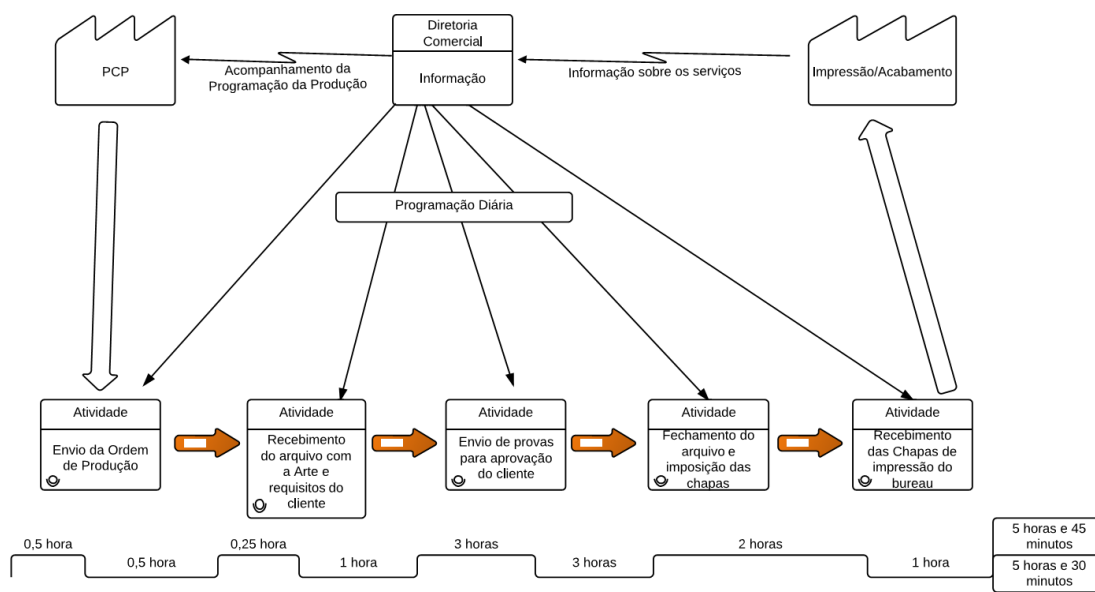 Diretoria
Comercial
PCP
Acompanhamento da
Programação da Produção
Informação
Informação sobre os serviços
Impressão/Acabamento
Programação Diária
Atividade
Envio da Ordem
de Produção
Atividade
Recebimento
do arquivo com
a Arte e
requisitos do
cliente
Atividade
Envio de provas
para aprovação
do cliente
Atividade
Fechamento do
arquivo e
imposição das
chapas
Atividade
Recebimento
das Chapas de
impressão do
bureau
0,5 hora
0,5 hora
0,25 hora
1 hora
3 horas
3 horas
2 horas
1 hora
5 horas e 45
minutos
5 horas e 30
minutos